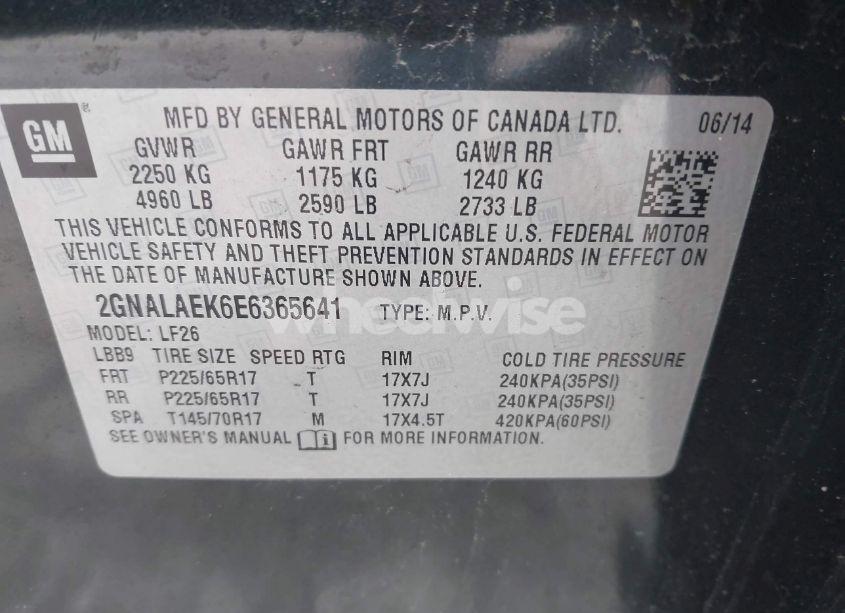 GM
MFD BY GENERAL MOTORS OF CANADA LTD. 06/14
GVWR GAWR FRT GAWR RR
2250 KG 1175 KG 1240 KG
4960 LB 2590 LB 2733 LB
THIS VEHICLE CONFORMS TO ALL APPLICABLE U.S. FEDERAL MOTOR
VEHICLE SAFETY AND THEFT PREVENTION STANDARDS IN EFFECT ON
THE DATE OF MANUFACTURE SHOWN ABOVE.
2GNALAEK6E6365641 TYPE: M.P.V.
wheelwise
MODEL: LF26
LBB9 TIRE SIZE SPEED RTG RIM COLD TIRE PRESSURE
FRT P225/65R17 T 17X7J 240KPA(35PSI)
RR P225/65R17 T 17X7J 240KPA(35PSI)
SPA T145/70R17 M 17X4.5T 420KPA(60PSI)
SEE OWNER'S MANUAL i FOR MORE INFORMATION.